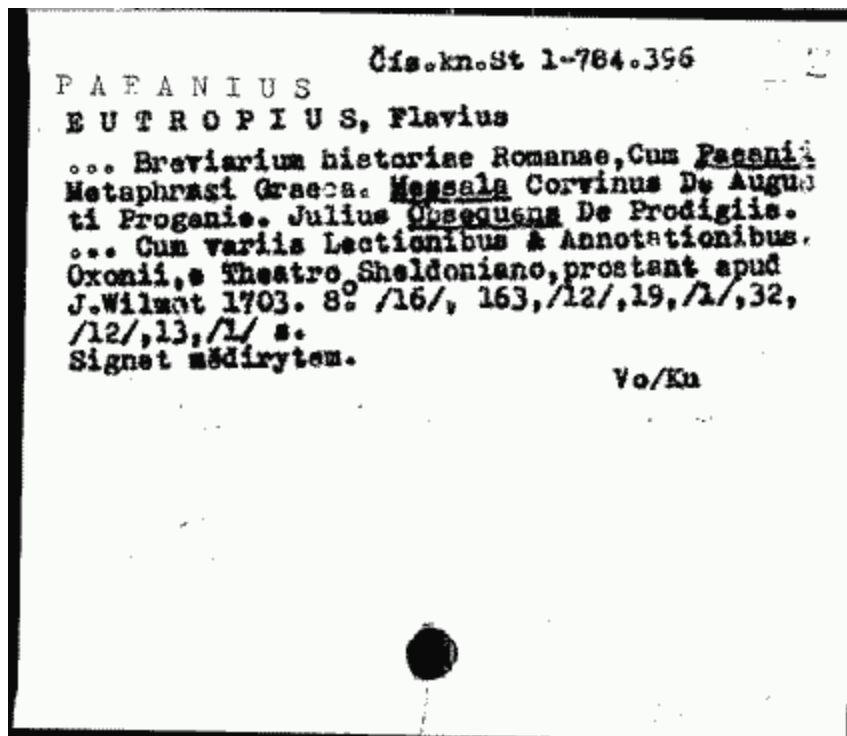 Čís.kn.St 1-784.396
P A E A N I U S
E U T R O P I U S, Flavius
... Breviarium historiae Romanae,Cum Paeanii
Metaphrasi Graeca. Messala Corvinus De Augus
ti Progenie. Julius Obsequens De Prodigiis.
... Cum variis Lectionibus & Annotationibus.
Oxonii,e Theatro Sheldoniano,prostant apud
J.Wilmot 1703. 8° /16/, 163,/12/,19,/1/,32,
/12/,13,/1/ s.
Signet mědirytem.
Vo/Ku